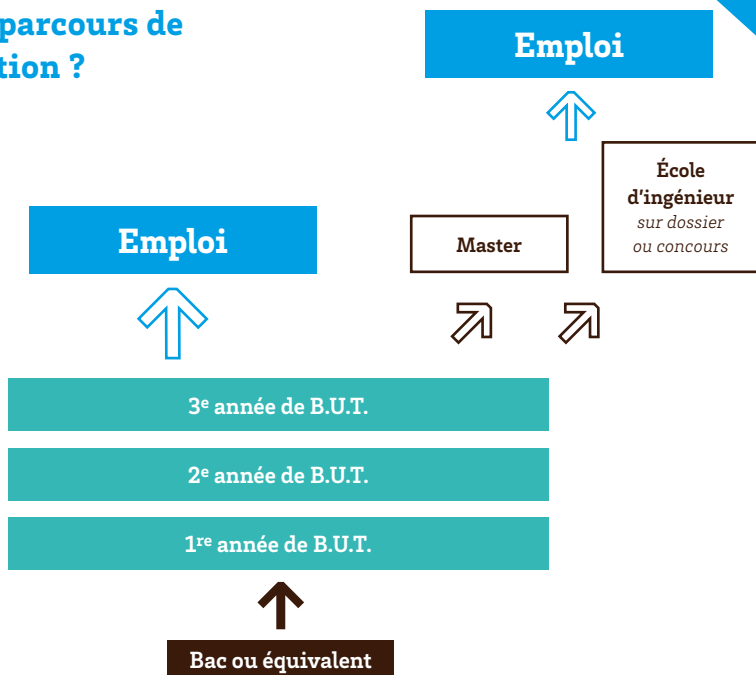 parcours de
tion ?
Emploi
École
d'ingénieur
sur dossier
ou concours
Emploi
Master
3e année de B.U.T.
2e année de B.U.T.
1re année de B.U.T.
Bac ou équivalent